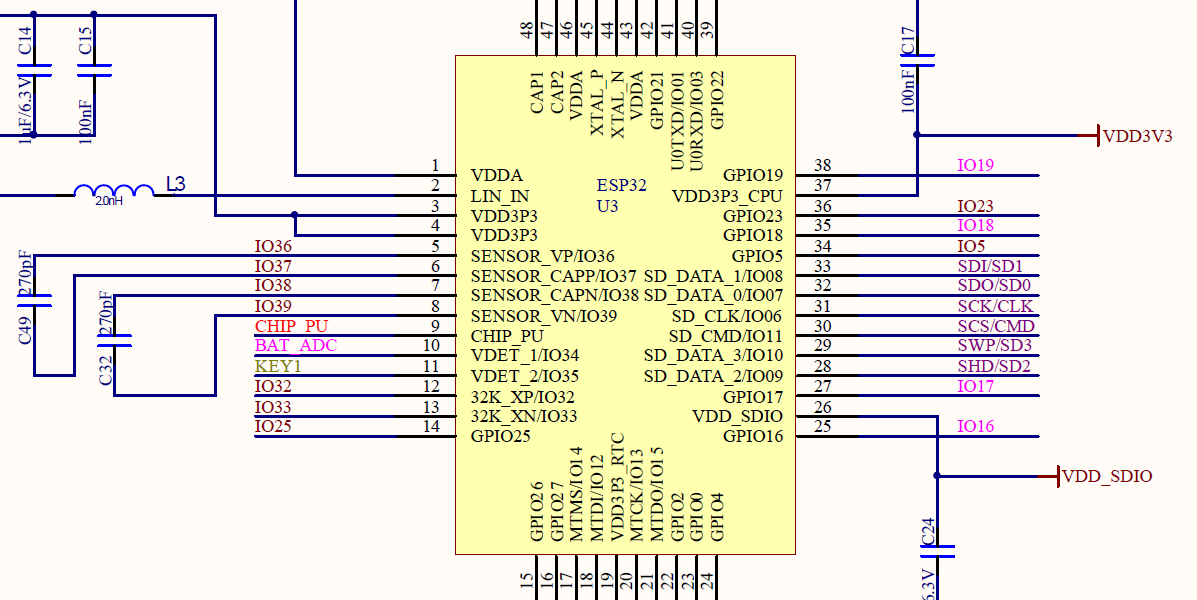 C14
1uF/6.3V
C15
100nF
48
47
46
45
44
43
42
41
40
39
C17
100nF
CAP1
CAP2
VDDA
XTAL_P
XTAL_N
VDDA
GPIO21
U0TXD/IO01
U0RXD/IO03
GPIO22
VDD3V3
L3
2.0nH
ESP32
U3
1 VDDA
2 LIN_IN
3 VDD3P3
4 VDD3P3
IO36 5 SENSOR_VP/IO36
IO37 6 SENSOR_CAPP/IO37
IO38 7 SENSOR_CAPN/IO38
IO39 8 SENSOR_VN/IO39
CHIP_PU 9 CHIP_PU
BAT_ADC 10 VDET_1/IO34
KEY1 11 VDET_2/IO35
IO32 12 32K_XP/IO32
IO33 13 32K_XN/IO33
IO25 14 GPIO25
GPIO19 38 IO19
VDD3P3_CPU 37
GPIO23 36 IO23
GPIO18 35 IO18
GPIO5 34 IO5
SD_DATA_1/IO08 33 SDI/SD1
SD_DATA_0/IO07 32 SDO/SD0
SD_CLK/IO06 31 SCK/CLK
SD_CMD/IO11 30 SCS/CMD
SD_DATA_3/IO10 29 SWP/SD3
SD_DATA_2/IO09 28 SHD/SD2
GPIO17 27 IO17
VDD_SDIO 26
GPIO16 25 IO16
270pF
C49
270pF
C32
VDD_SDIO
GPIO26
GPIO27
MTMS/IO14
MTDI/IO12
VDD3P3_RTC
MTCK/IO13
MTDO/IO15
GPIO2
GPIO0
GPIO4
15
16
17
18
19
20
21
22
23
24
C24
6.3V